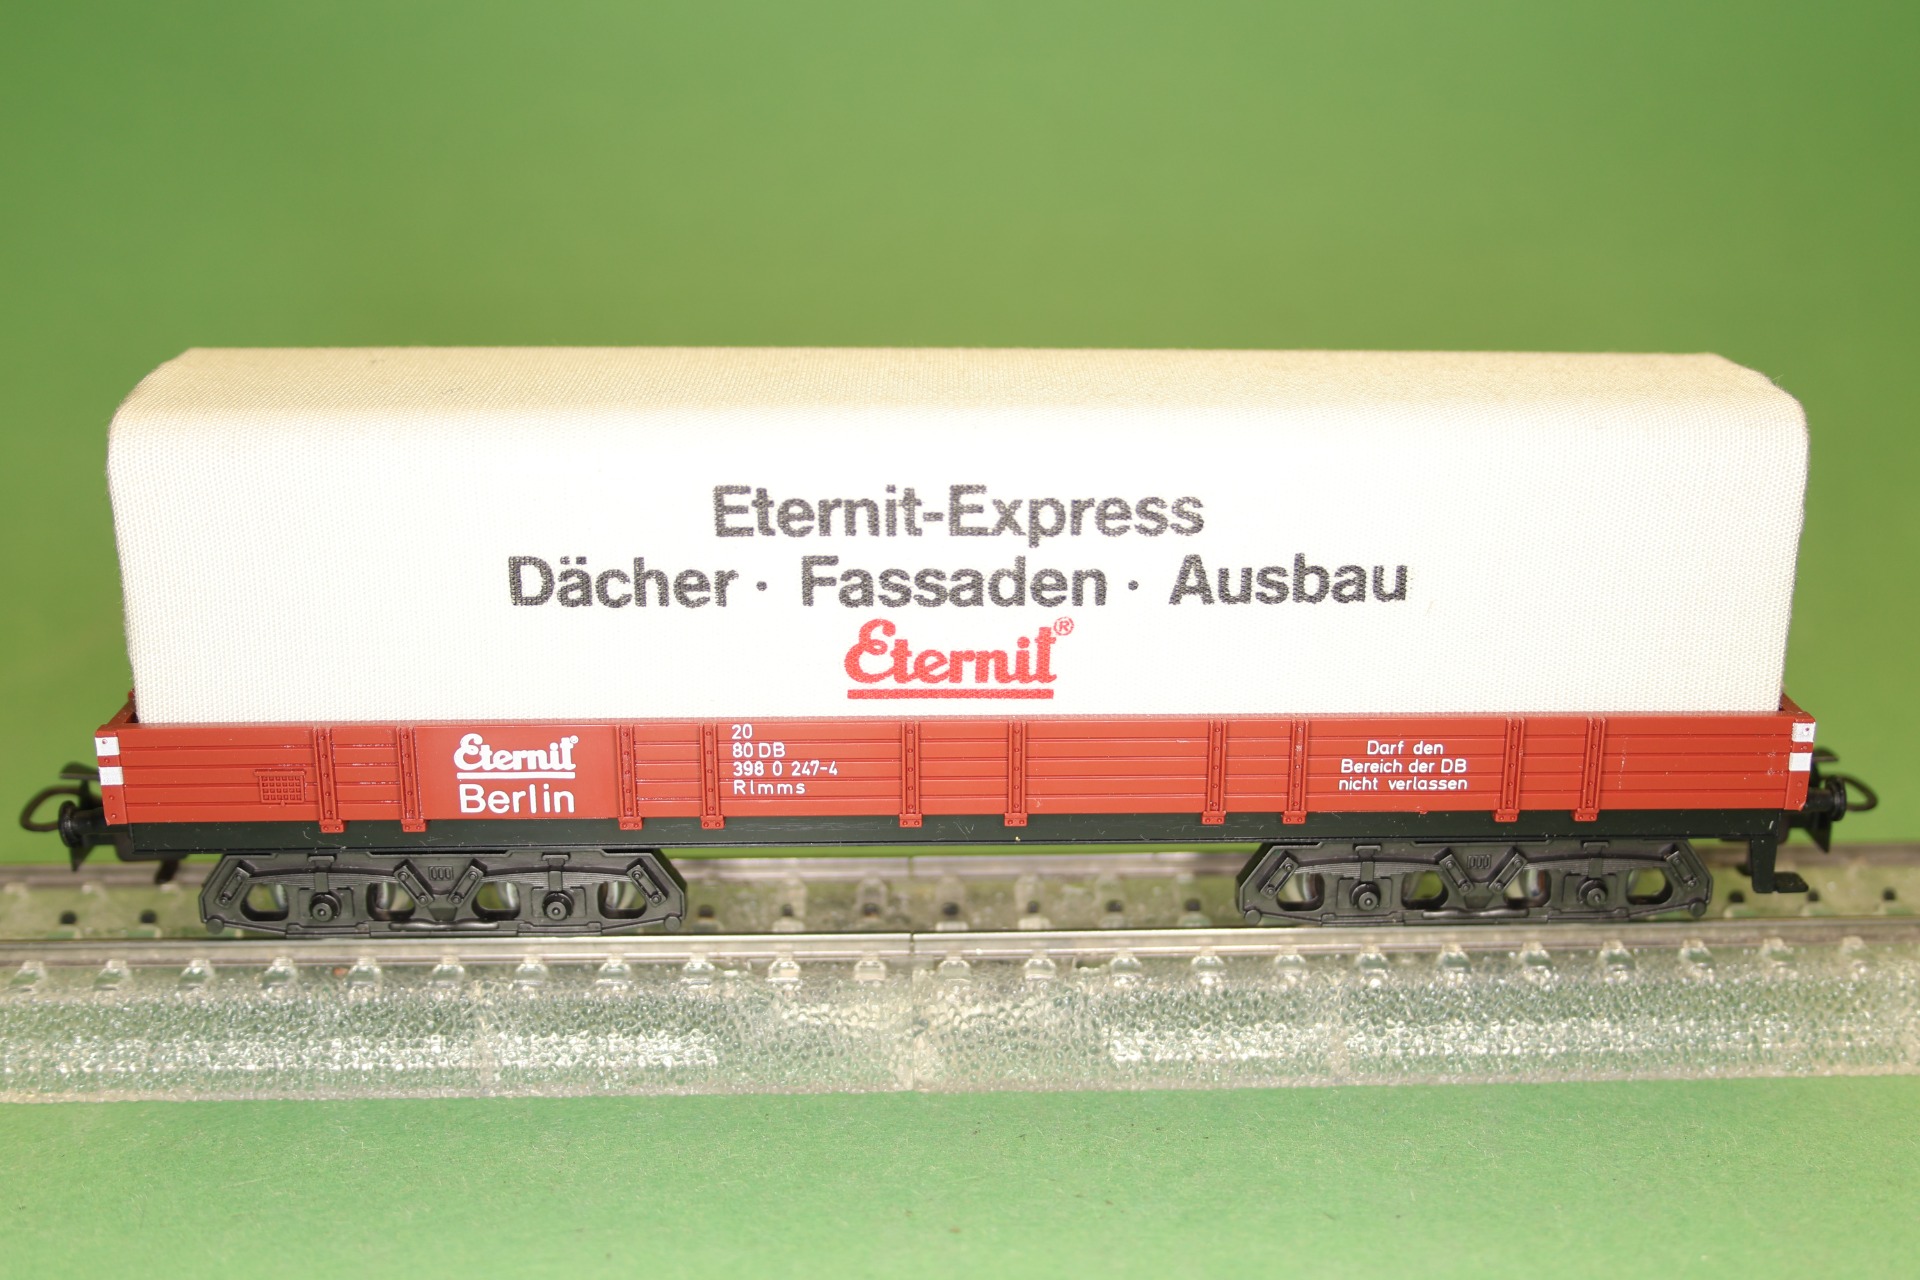 Eternit-Express
Dächer · Fassaden · Ausbau
Eternit®
Eternit
Berlin
20
80 DB
398 0 247-4
Rlmms
Darf den
Bereich der DB
nicht verlassen